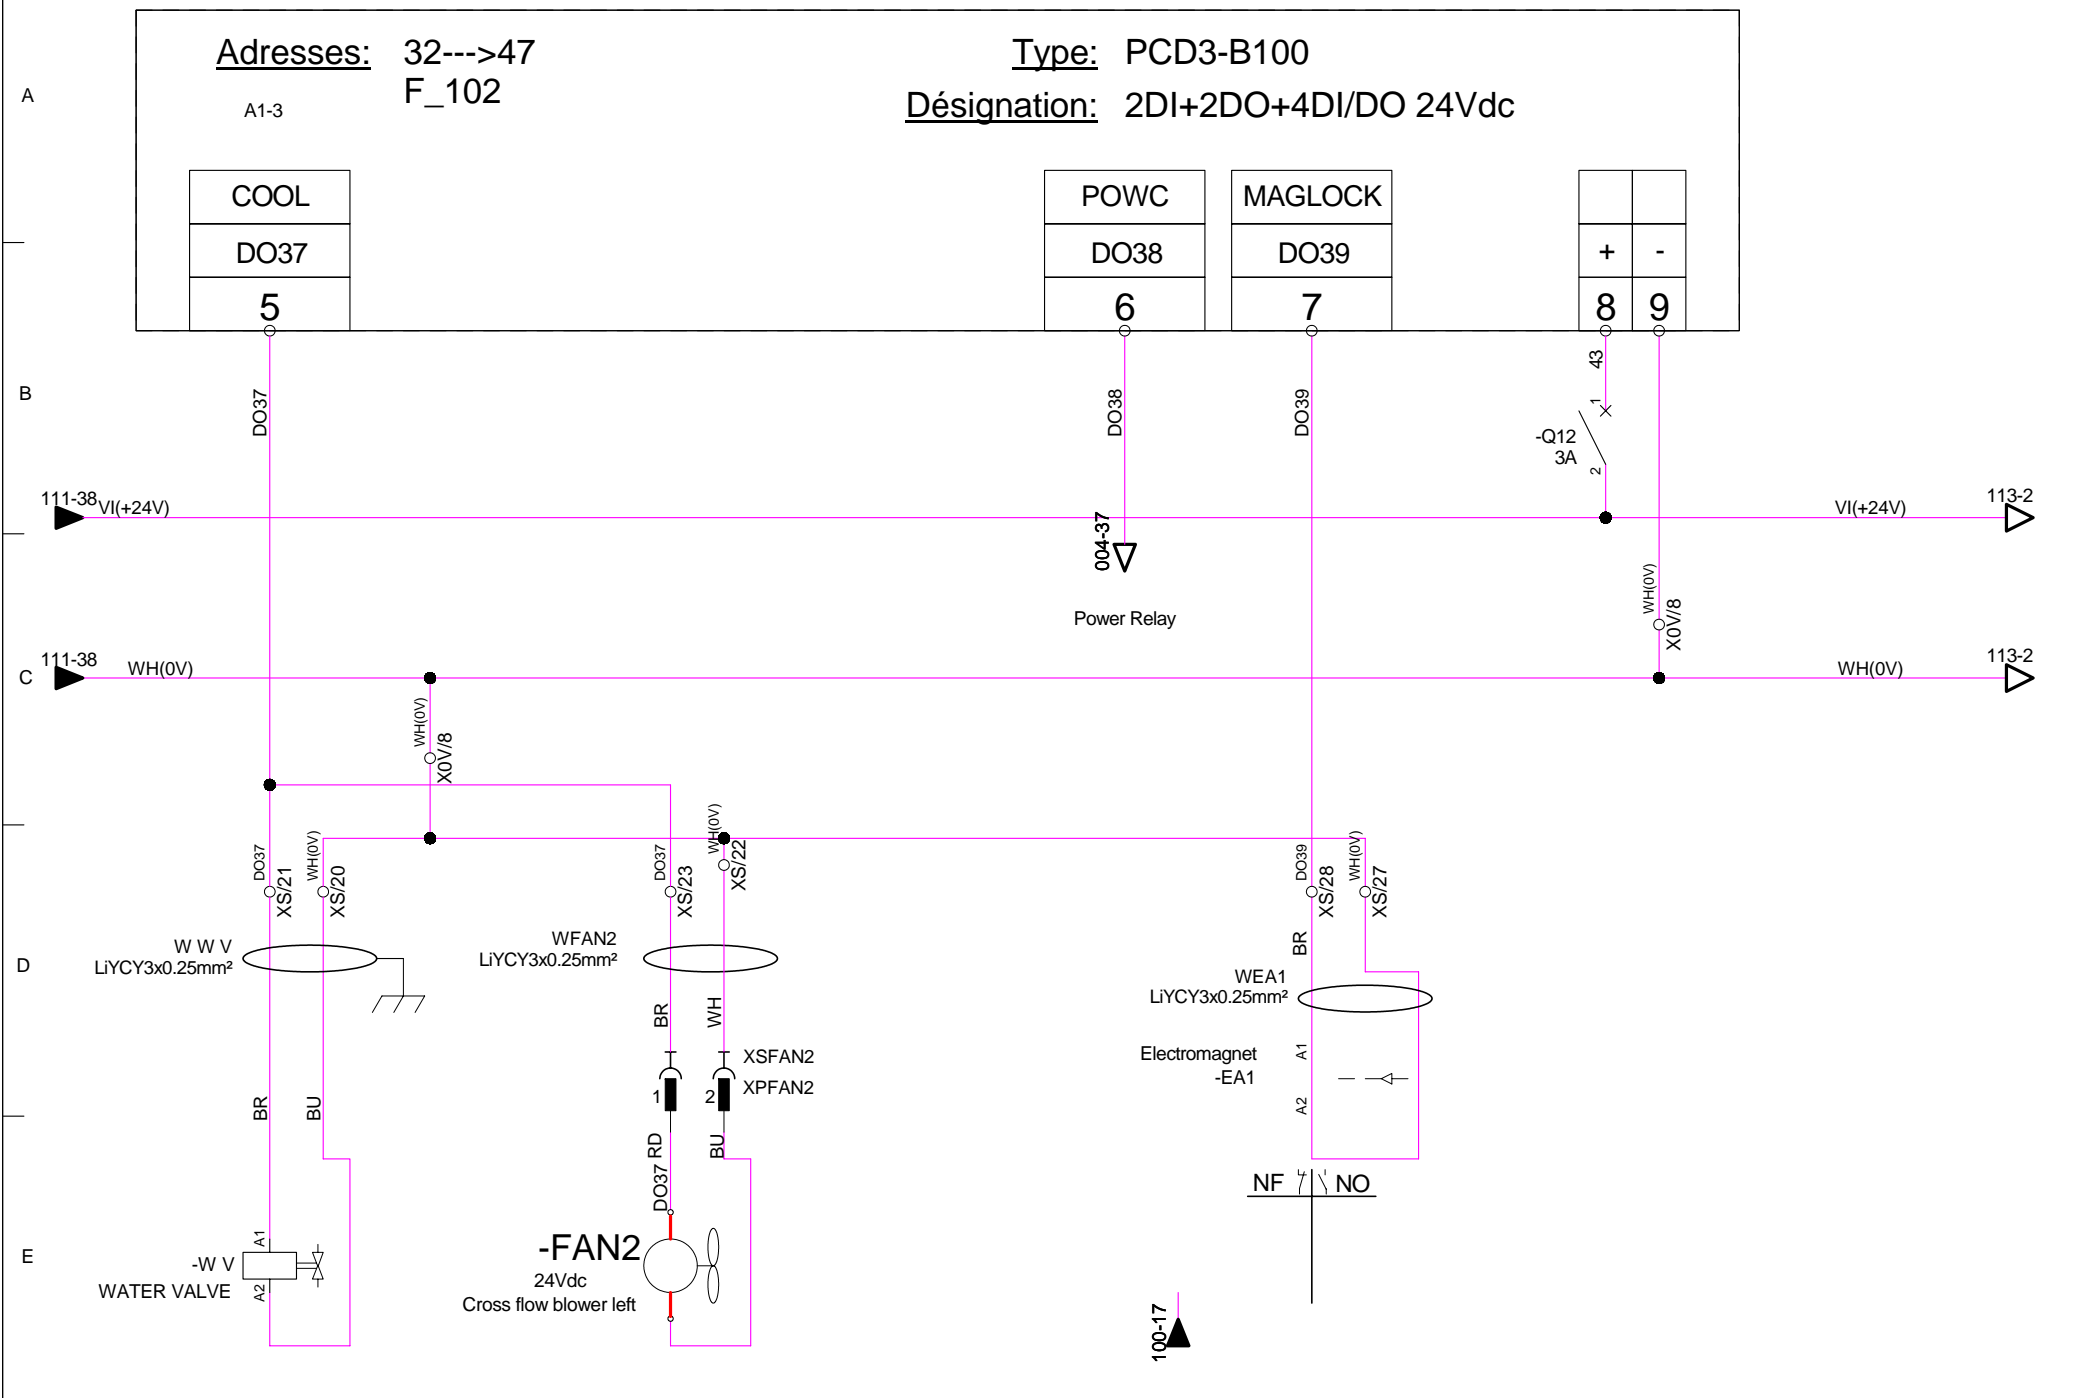 Adresses: 32--->47
F_102
A1-3
Type: PCD3-B100
Désignation: 2DI+2DO+4DI/DO 24Vdc
COOL
POWC
MAGLOCK
DO37
DO38
DO39
+
-
5
6
7
8
9
A
B
C
D
E
DO37
DO38
DO39
43
1
-Q12
3A
2
111-38
VI(+24V)
VI(+24V)
113-2
004-37
Power Relay
WH(0V)
X0V/8
111-38
WH(0V)
WH(0V)
113-2
WH(0V)
X0V/8
DO37
XS/21
WH(0V)
XS/20
DO37
XS/23
WH(0V)
XS/22
DO39
XS/28
WH(0V)
XS/27
W W V
LiYCY3x0.25mm²
WFAN2
LiYCY3x0.25mm²
BR
WEA1
LiYCY3x0.25mm²
BR
WH
XSFAN2
XPFAN2
1
2
Electromagnet
-EA1
A1
A2
BR
BU
DO37 RD
BU
NF
NO
-W V
WATER VALVE
A1
A2
-FAN2
24Vdc
Cross flow blower left
100-17